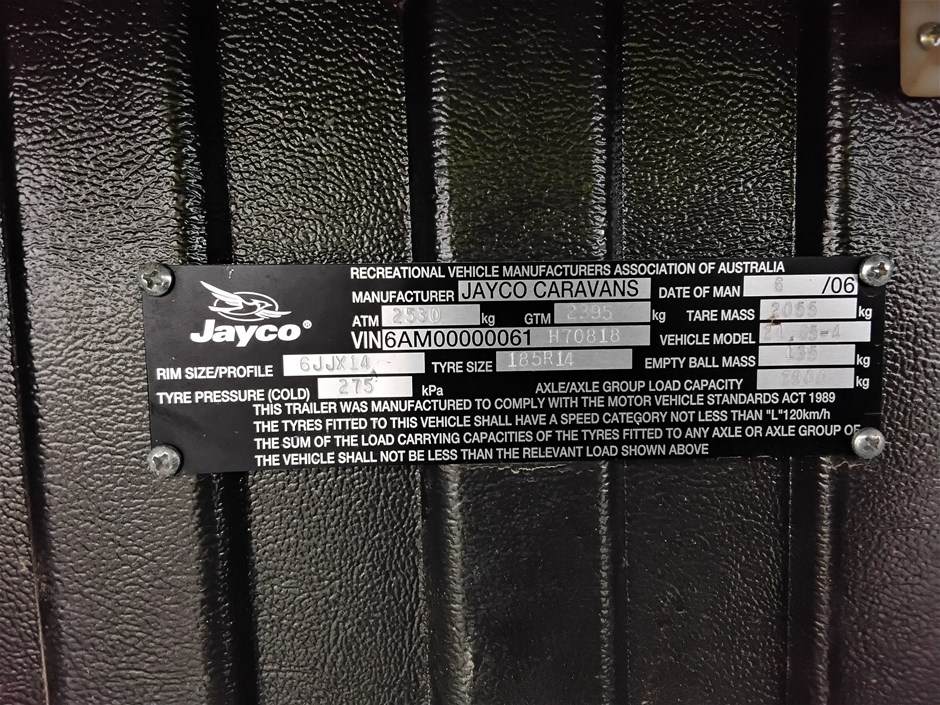 RECREATIONAL VEHICLE MANUFACTURERS ASSOCIATION OF AUSTRALIA
Jayco®
MANUFACTURER JAYCO CARAVANS DATE OF MAN 6 /06
ATM 2530 kg GTM 2395 kg TARE MASS 2055 kg
VIN 6AM00000061 H70818 VEHICLE MODEL
RIM SIZE/PROFILE 6JJX14 TYRE SIZE 185R14 EMPTY BALL MASS 135 kg
TYRE PRESSURE (COLD) 275 kPa AXLE/AXLE GROUP LOAD CAPACITY kg
THIS TRAILER WAS MANUFACTURED TO COMPLY WITH THE MOTOR VEHICLE STANDARDS ACT 1989
THE TYRES FITTED TO THIS VEHICLE SHALL HAVE A SPEED CATEGORY NOT LESS THAN "L"120km/h
THE SUM OF THE LOAD CARRYING CAPACITIES OF THE TYRES FITTED TO ANY AXLE OR AXLE GROUP OF
THE VEHICLE SHALL NOT BE LESS THAN THE RELEVANT LOAD SHOWN ABOVE